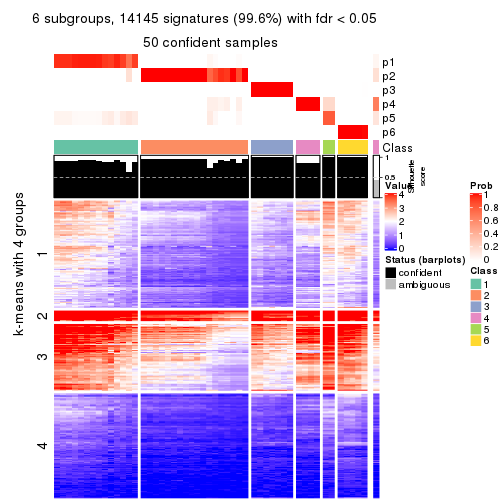 6 subgroups, 14145 signatures (99.6%) with fdr < 0.05
50 confident samples
p1
p2
p3
p4
p5
p6
Class
1
0.5
0
Silhouette
score
k-means with 4 groups
1
2
3
4
Value
4
3
2
1
0
Status (barplots)
confident
ambiguous
Prob
1
0.8
0.6
0.4
0.2
0
Class
1
2
3
4
5
6